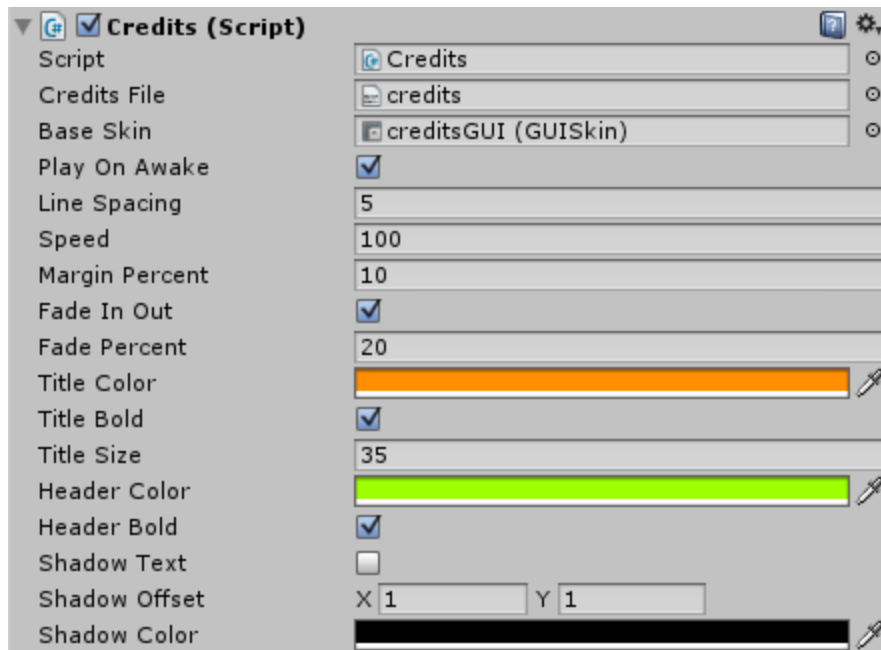 Credits (Script)
Script Credits
Credits File credits
Base Skin creditsGUI (GUISkin)
Play On Awake
Line Spacing 5
Speed 100
Margin Percent 10
Fade In Out
Fade Percent 20
Title Color
Title Bold
Title Size 35
Header Color
Header Bold
Shadow Text
Shadow Offset X 1 Y 1
Shadow Color